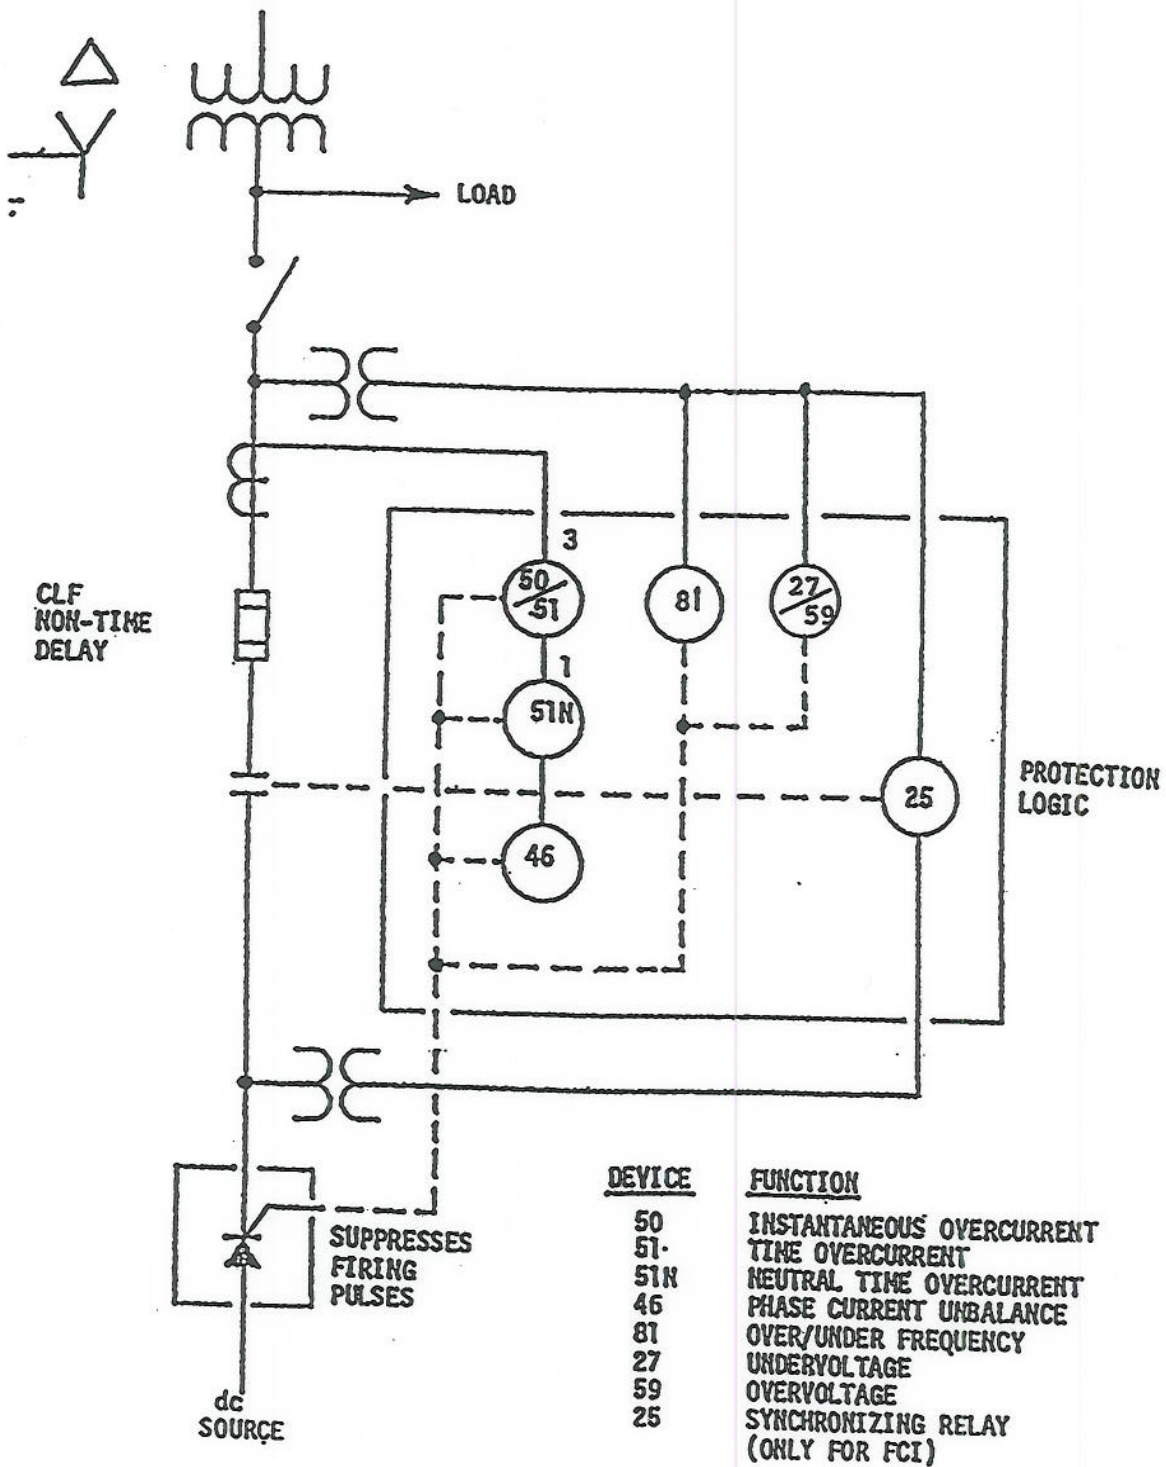 LOAD
3
50
51
81
27
59
CLF
NON-TIME
DELAY
1
51N
25
PROTECTION
LOGIC
46
SUPPRESSES
FIRING
PULSES
dc
SOURCE
DEVICE FUNCTION
50 INSTANTANEOUS OVERCURRENT
51. TIME OVERCURRENT
51N NEUTRAL TIME OVERCURRENT
46 PHASE CURRENT UNBALANCE
81 OVER/UNDER FREQUENCY
27 UNDERVOLTAGE
59 OVERVOLTAGE
25 SYNCHRONIZING RELAY
(ONLY FOR FCI)